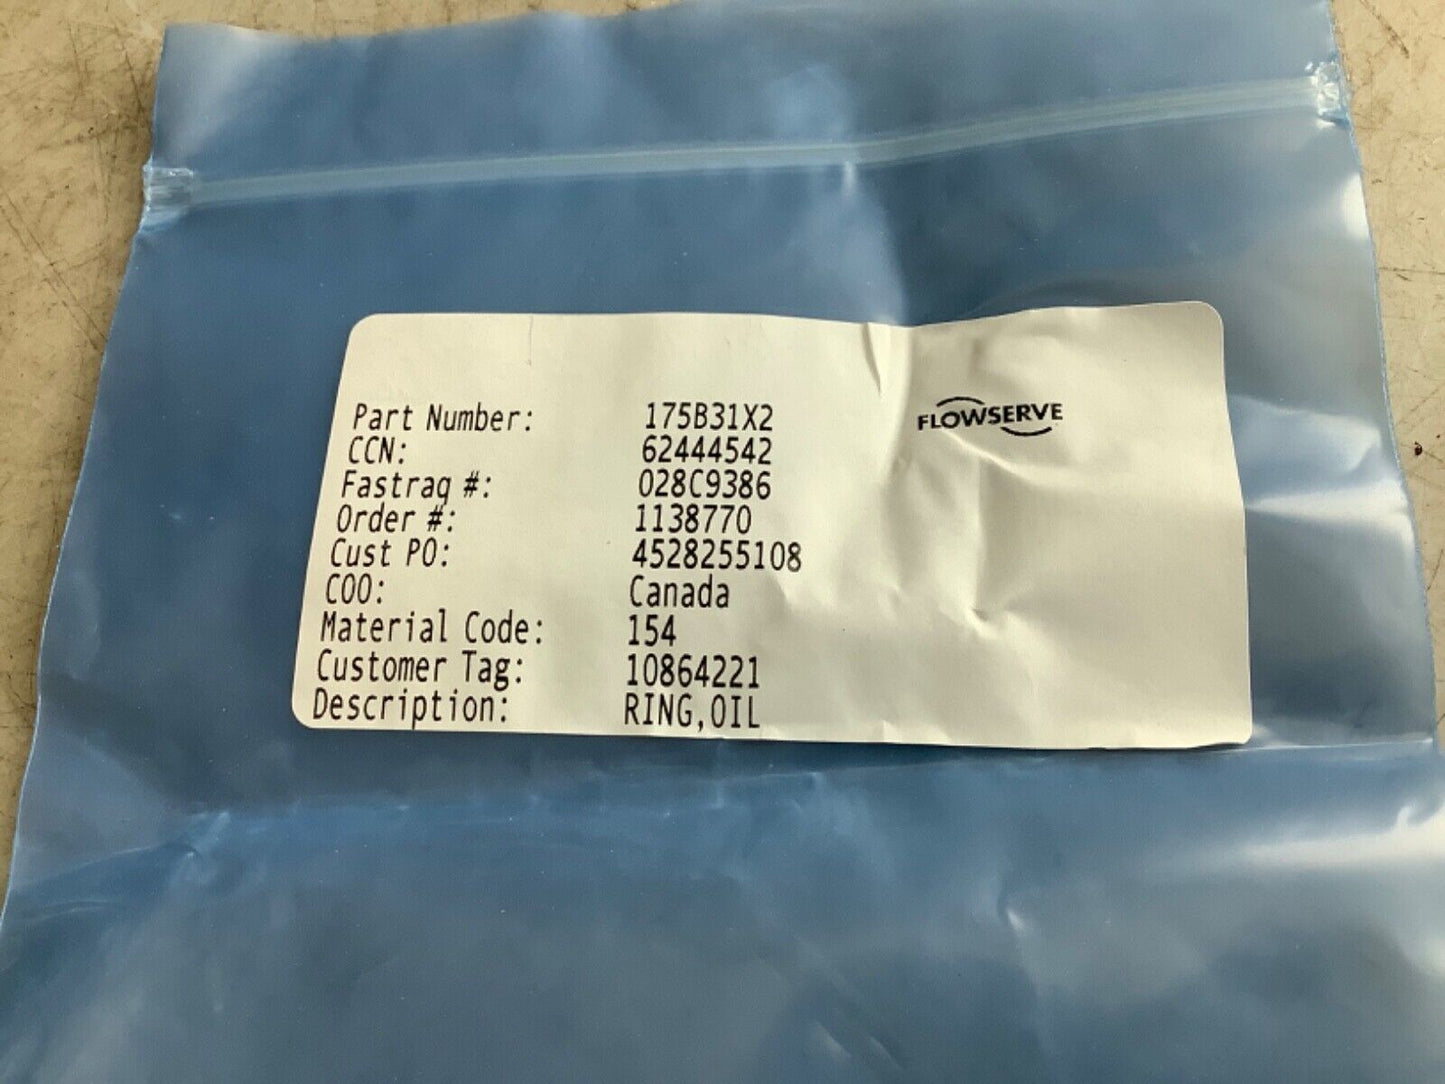 FLOWSERVE
Part Number: 175B31X2
CCN: 62444542
Fastraq #: 028C9386
Order #: 1138770
Cust PO: 4528255108
COO: Canada
Material Code: 154
Customer Tag: 10864221
Description: RING,OIL